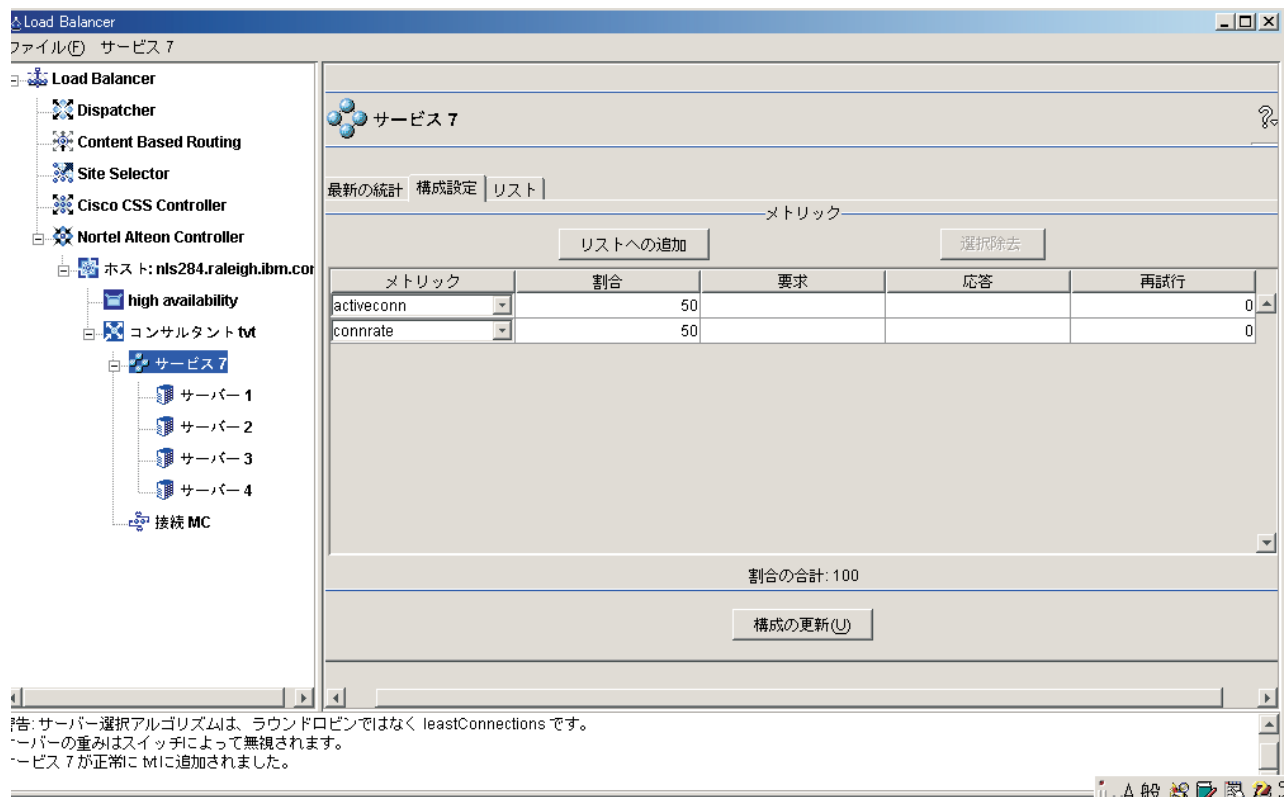 Load Balancer
ファイル(F) サービス 7
Load Balancer
Dispatcher
Content Based Routing
Site Selector
Cisco CSS Controller
Nortel Alteon Controller
ホスト: nls284.raleigh.ibm.cor
high availability
コンサルタント tvt
サービス 7
サーバー 1
サーバー 2
サーバー 3
サーバー 4
接続 MC
サービス 7
最新の統計 構成設定 リスト
メトリック
リストへの追加 選択除去
メトリック 割合 要求 応答 再試行
activeconn 50 0
connrate 50 0
割合の合計: 100
構成の更新(U)
告: サーバー選択アルゴリズムは、ラウンドロビンではなく leastConnections です。
ーバーの重みはスイッチによって無視されます。
ービス 7 が正常に tvt に追加されました。
A 般